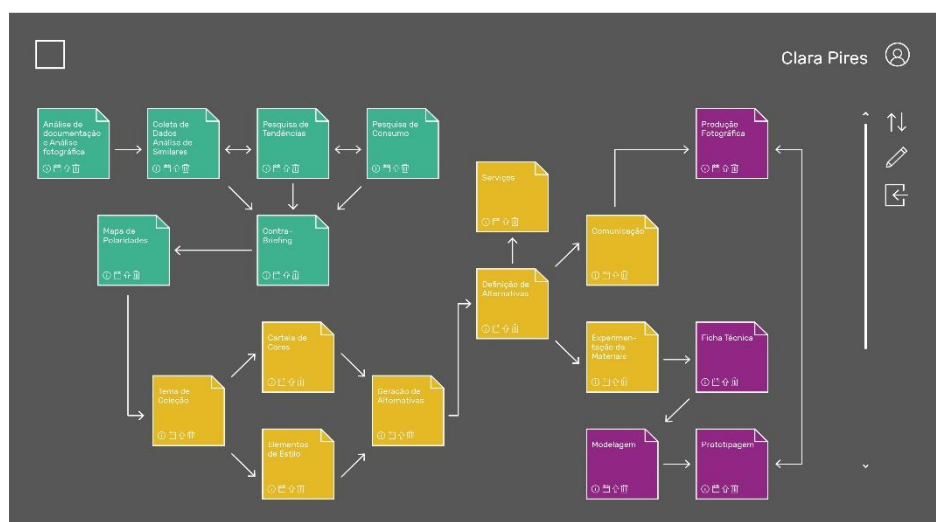 Clara Pires
Análise de
documentação
e Análise
fotográfica
Coleta de
Dados
Análise de
Similares
Pesquisa de
Tendências
Pesquisa de
Consumo
Produção
Fotográfica
Serviços
Mapa de
Polaridades
Contra-
Briefing
Comunicação
Definição de
Alternativas
Cartela de
Cores
Experimen-
tação de
Materiais
Ficha Técnica
Tema de
Coleção
Geração de
Alternativas
Elementos
de Estilo
Modelagem
Prototipagem